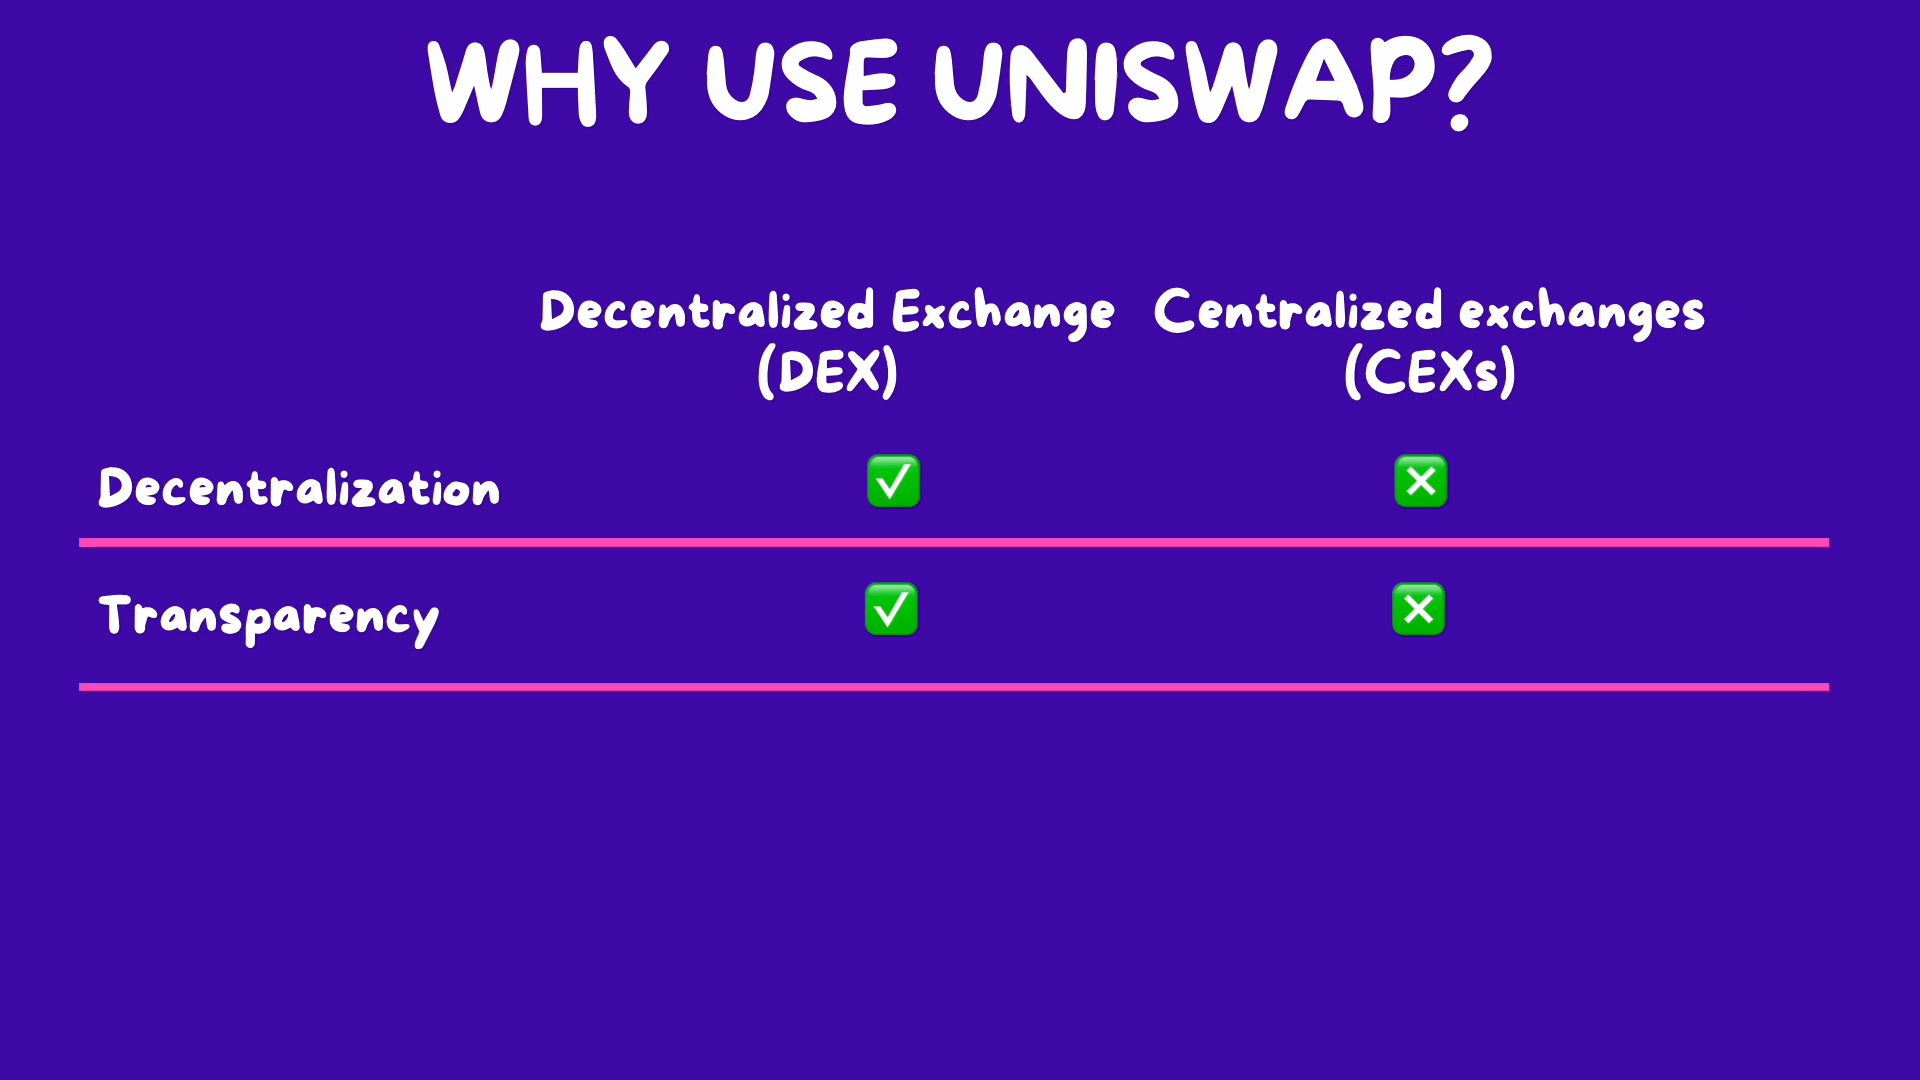 WHY USE UNISWAP?
Decentralized Exchange
(DEX)
Centralized exchanges
(CEXs)
Decentralization ✅ ❎
Transparency ✅ ❎